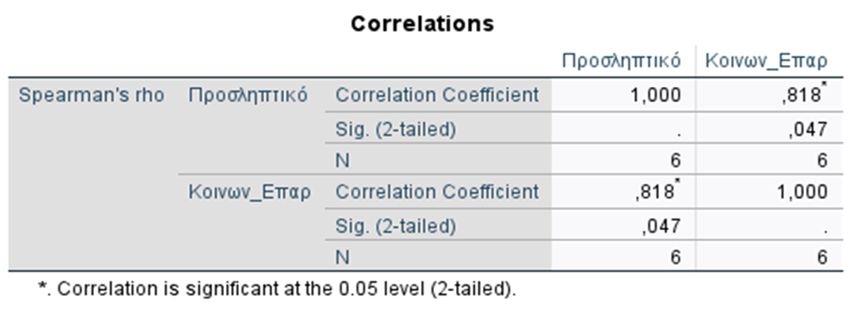 Correlations
Προσληπτικό Κοινων_Επαρ
Spearman's rho Προσληπτικό Correlation Coefficient 1,000 ,818*
Sig. (2-tailed) . ,047
N 6 6
Κοινων_Επαρ Correlation Coefficient ,818* 1,000
Sig. (2-tailed) ,047 .
N 6 6
*. Correlation is significant at the 0.05 level (2-tailed).